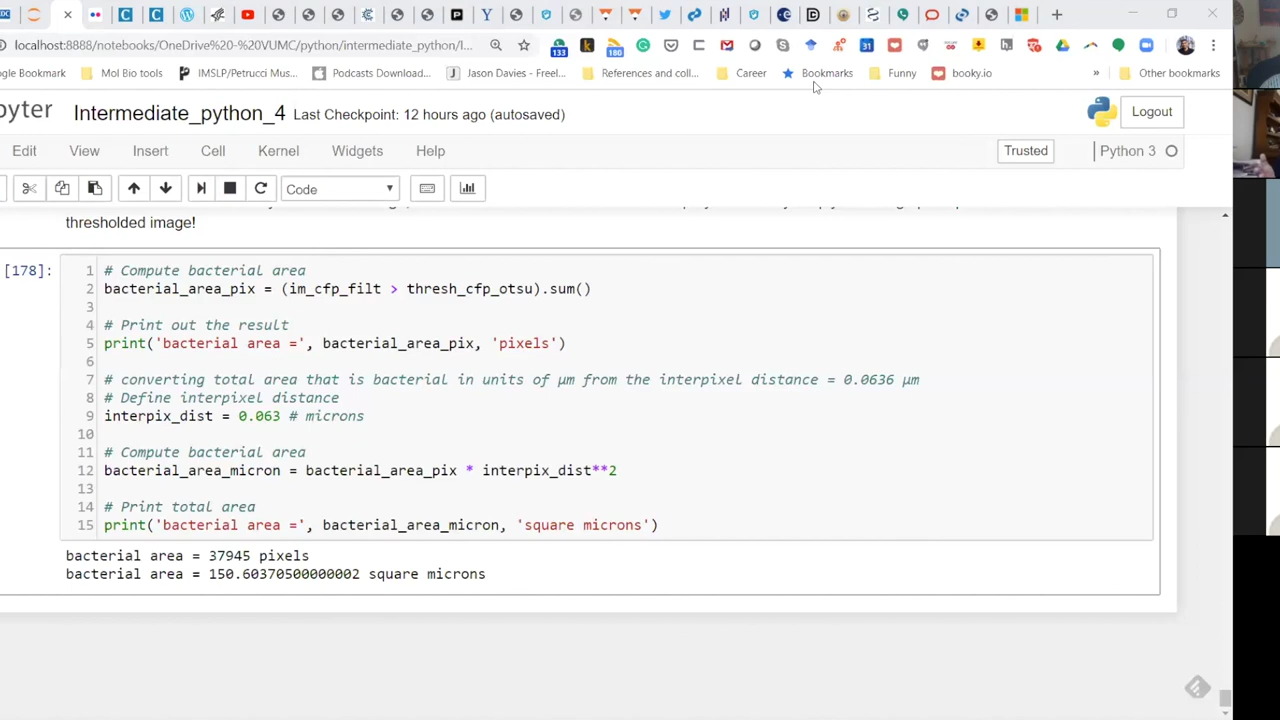 localhost:8888/notebooks/OneDrive%20-%20VUMC/python/intermediate_python/I...
133
180
31
ogle Bookmark
Mol Bio tools
IMSLP/Petrucci Mus...
Podcasts Download...
Jason Davies - Freel...
References and coll...
Career
Bookmarks
Funny
booky.io
»
Other bookmarks
pyter
Intermediate_python_4
Last Checkpoint: 12 hours ago (autosaved)
Logout
Edit
View
Insert
Cell
Kernel
Widgets
Help
Trusted
Python 3
Code
thresholded image!
[178]:
1 # Compute bacterial area
2 bacterial_area_pix = (im_cfp_filt > thresh_cfp_otsu).sum()
3
4 # Print out the result
5 print('bacterial area =', bacterial_area_pix, 'pixels')
6
7 # converting total area that is bacterial in units of µm from the interpixel distance = 0.0636 µm
8 # Define interpixel distance
9 interpix_dist = 0.063 # microns
10
11 # Compute bacterial area
12 bacterial_area_micron = bacterial_area_pix * interpix_dist**2
13
14 # Print total area
15 print('bacterial area =', bacterial_area_micron, 'square microns')
bacterial area = 37945 pixels
bacterial area = 150.60370500000002 square microns